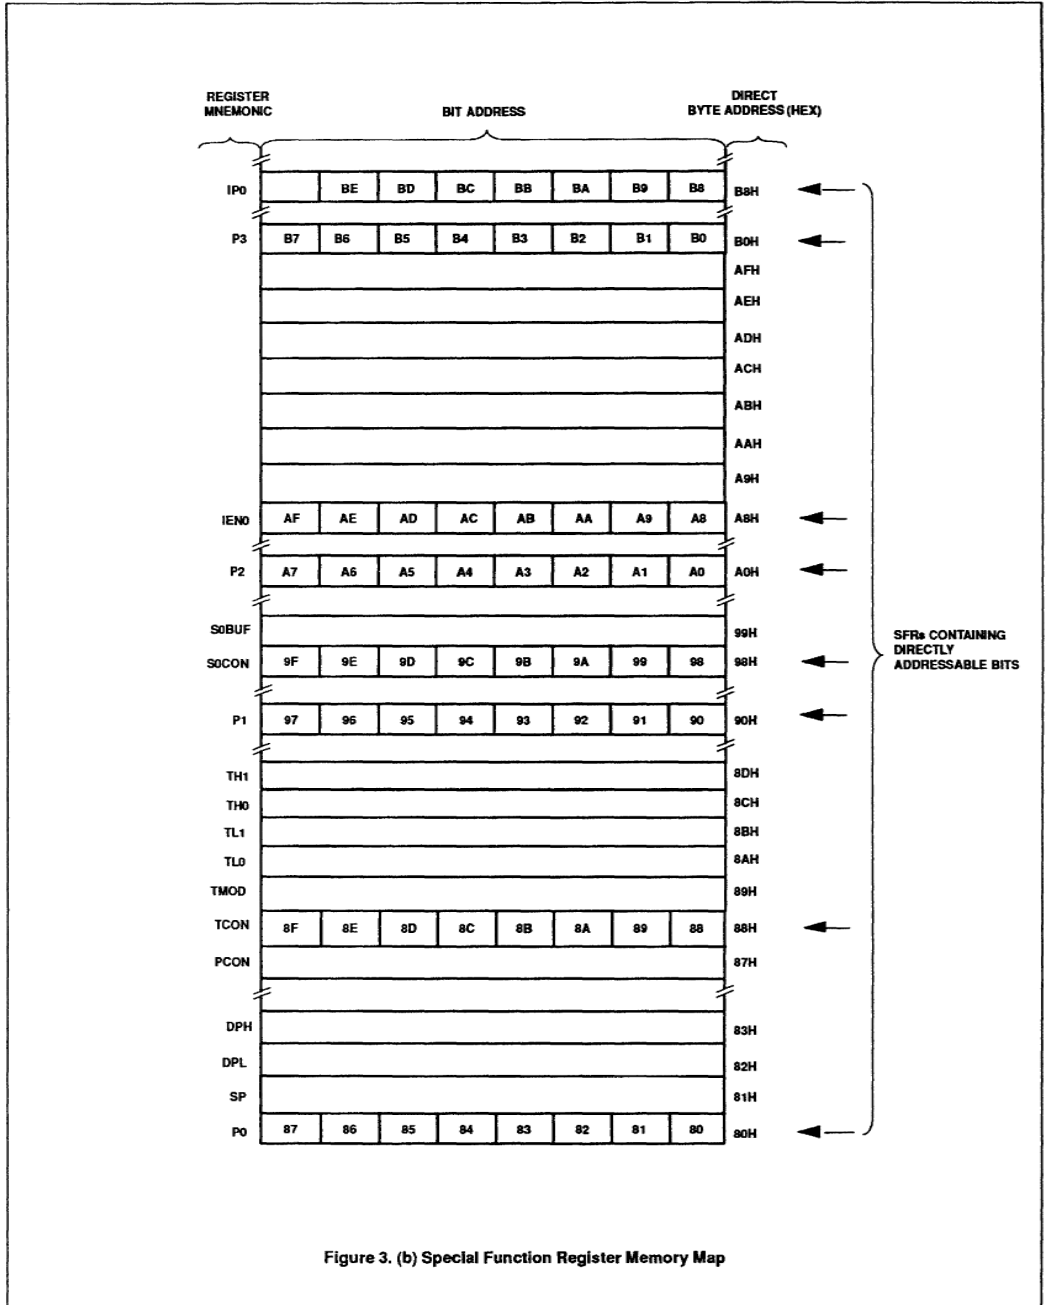 REGISTER
MNEMONIC
BIT ADDRESS
DIRECT
BYTE ADDRESS (HEX)
IP0 BE BD BC BB BA B9 B8 B8H
P3 B7 B6 B5 B4 B3 B2 B1 B0 B0H
AFH
AEH
ADH
ACH
ABH
AAH
A9H
IEN0 AF AE AD AC AB AA A9 A8 A8H
P2 A7 A6 A5 A4 A3 A2 A1 A0 A0H
S0BUF 99H
S0CON 9F 9E 9D 9C 9B 9A 99 98 98H
P1 97 96 95 94 93 92 91 90 90H
TH1 8DH
TH0 8CH
TL1 8BH
TL0 8AH
TMOD 89H
TCON 8F 8E 8D 8C 8B 8A 89 88 88H
PCON 87H
DPH 83H
DPL 82H
SP 81H
P0 87 86 85 84 83 82 81 80 80H
SFRs CONTAINING
DIRECTLY
ADDRESSABLE BITS
Figure 3. (b) Special Function Register Memory Map